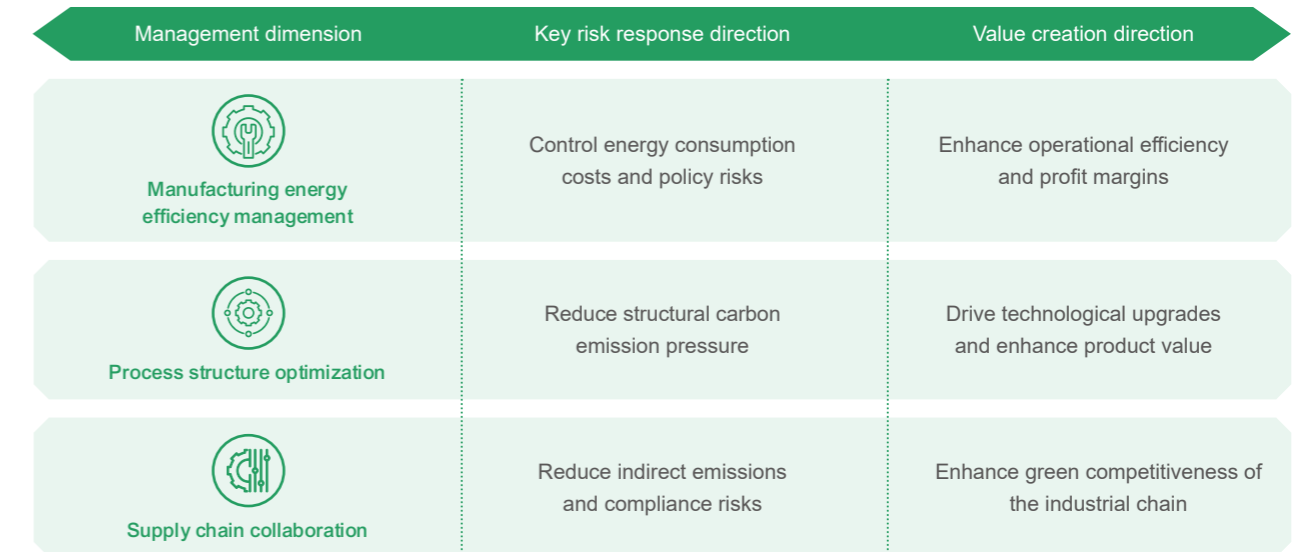 Management dimension
Key risk response direction
Value creation direction
Manufacturing energy
efficiency management
Control energy consumption
costs and policy risks
Enhance operational efficiency
and profit margins
Process structure optimization
Reduce structural carbon
emission pressure
Drive technological upgrades
and enhance product value
Supply chain collaboration
Reduce indirect emissions
and compliance risks
Enhance green competitiveness of
the industrial chain